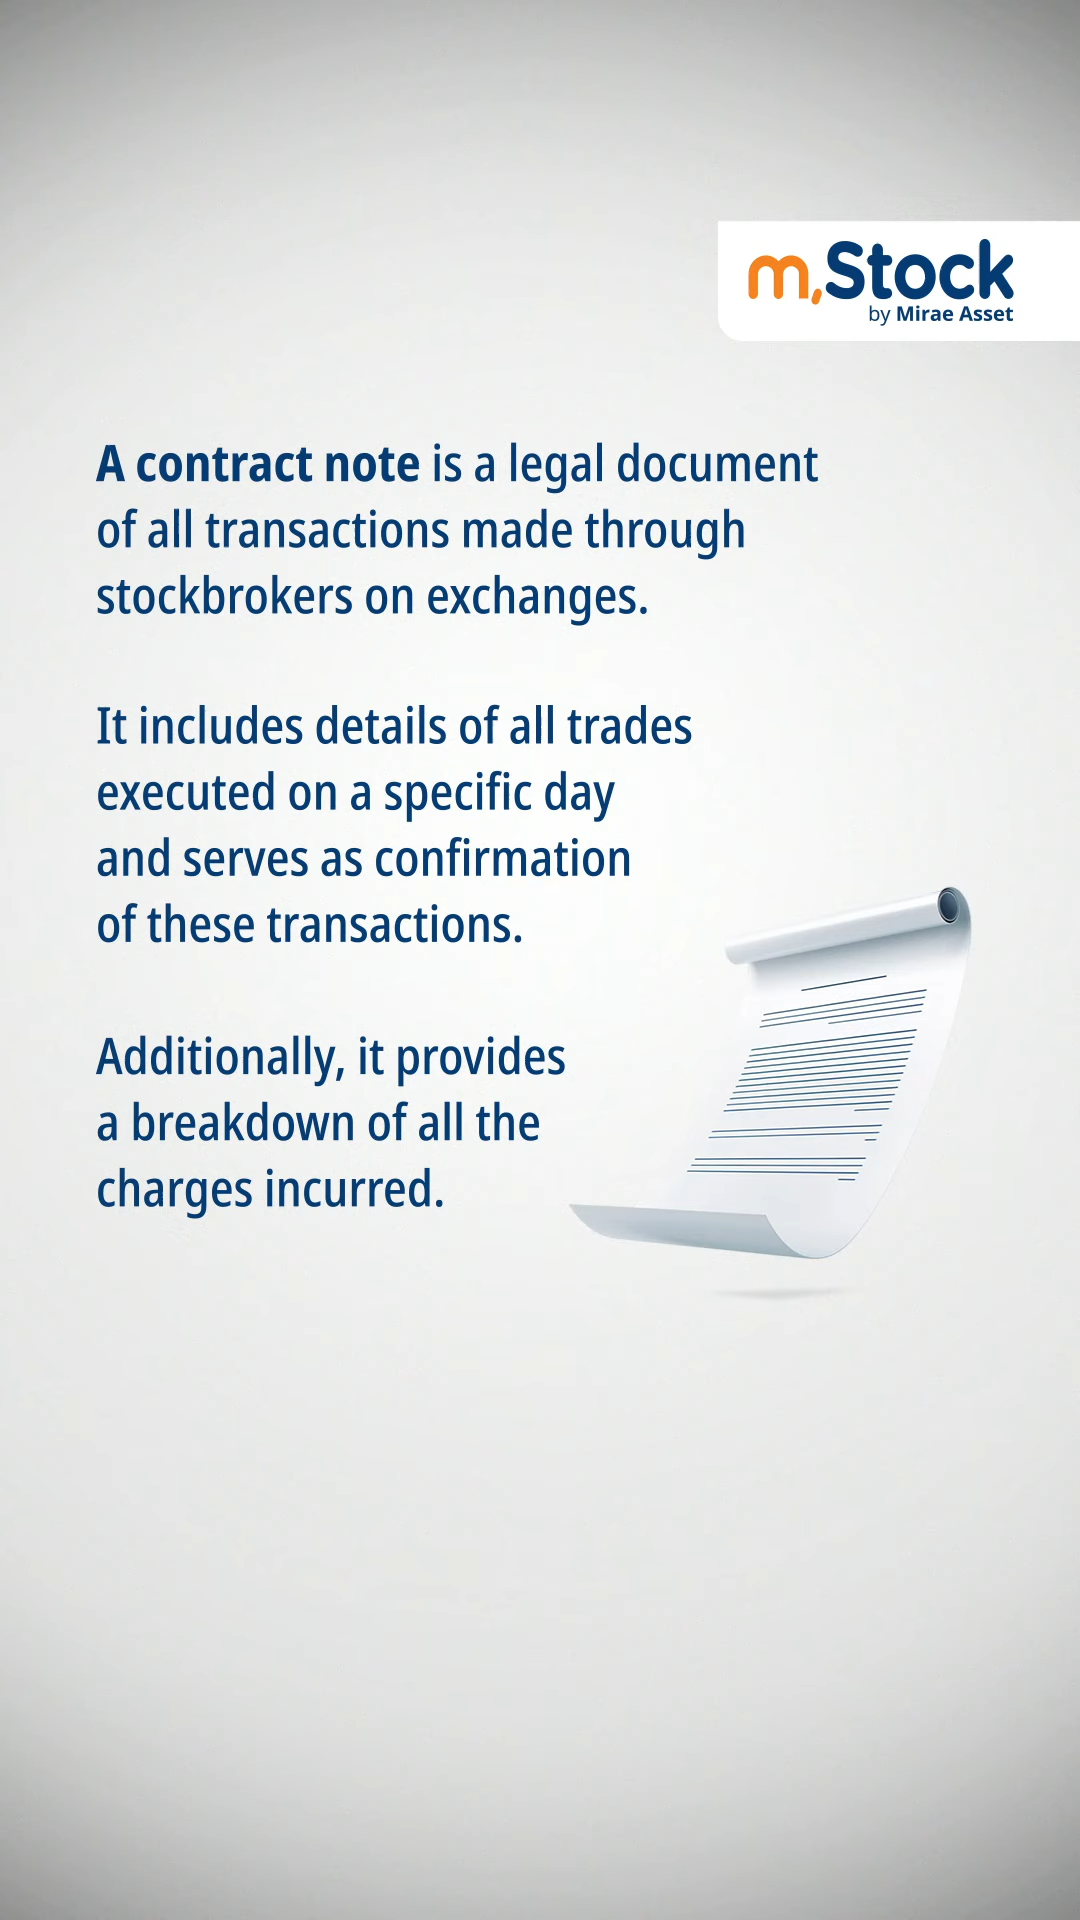 m.Stock
by Mirae Asset
A contract note is a legal document
of all transactions made through
stockbrokers on exchanges.
It includes details of all trades
executed on a specific day
and serves as confirmation
of these transactions.
Additionally, it provides
a breakdown of all the
charges incurred.